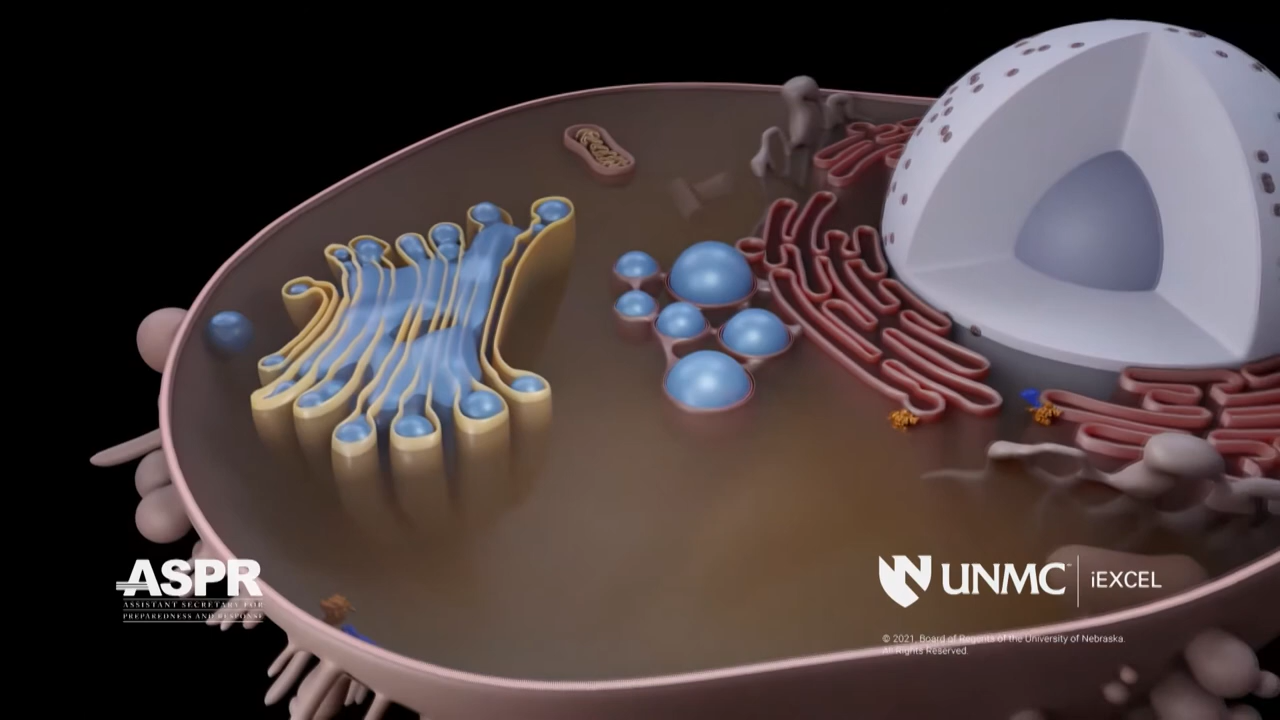 ASPR
ASSISTANT SECRETARY FOR
PREPAREDNESS AND RESPONSE
UNMC™ iEXCEL
© 2021. Board of Regents of the University of Nebraska.
All Rights Reserved.